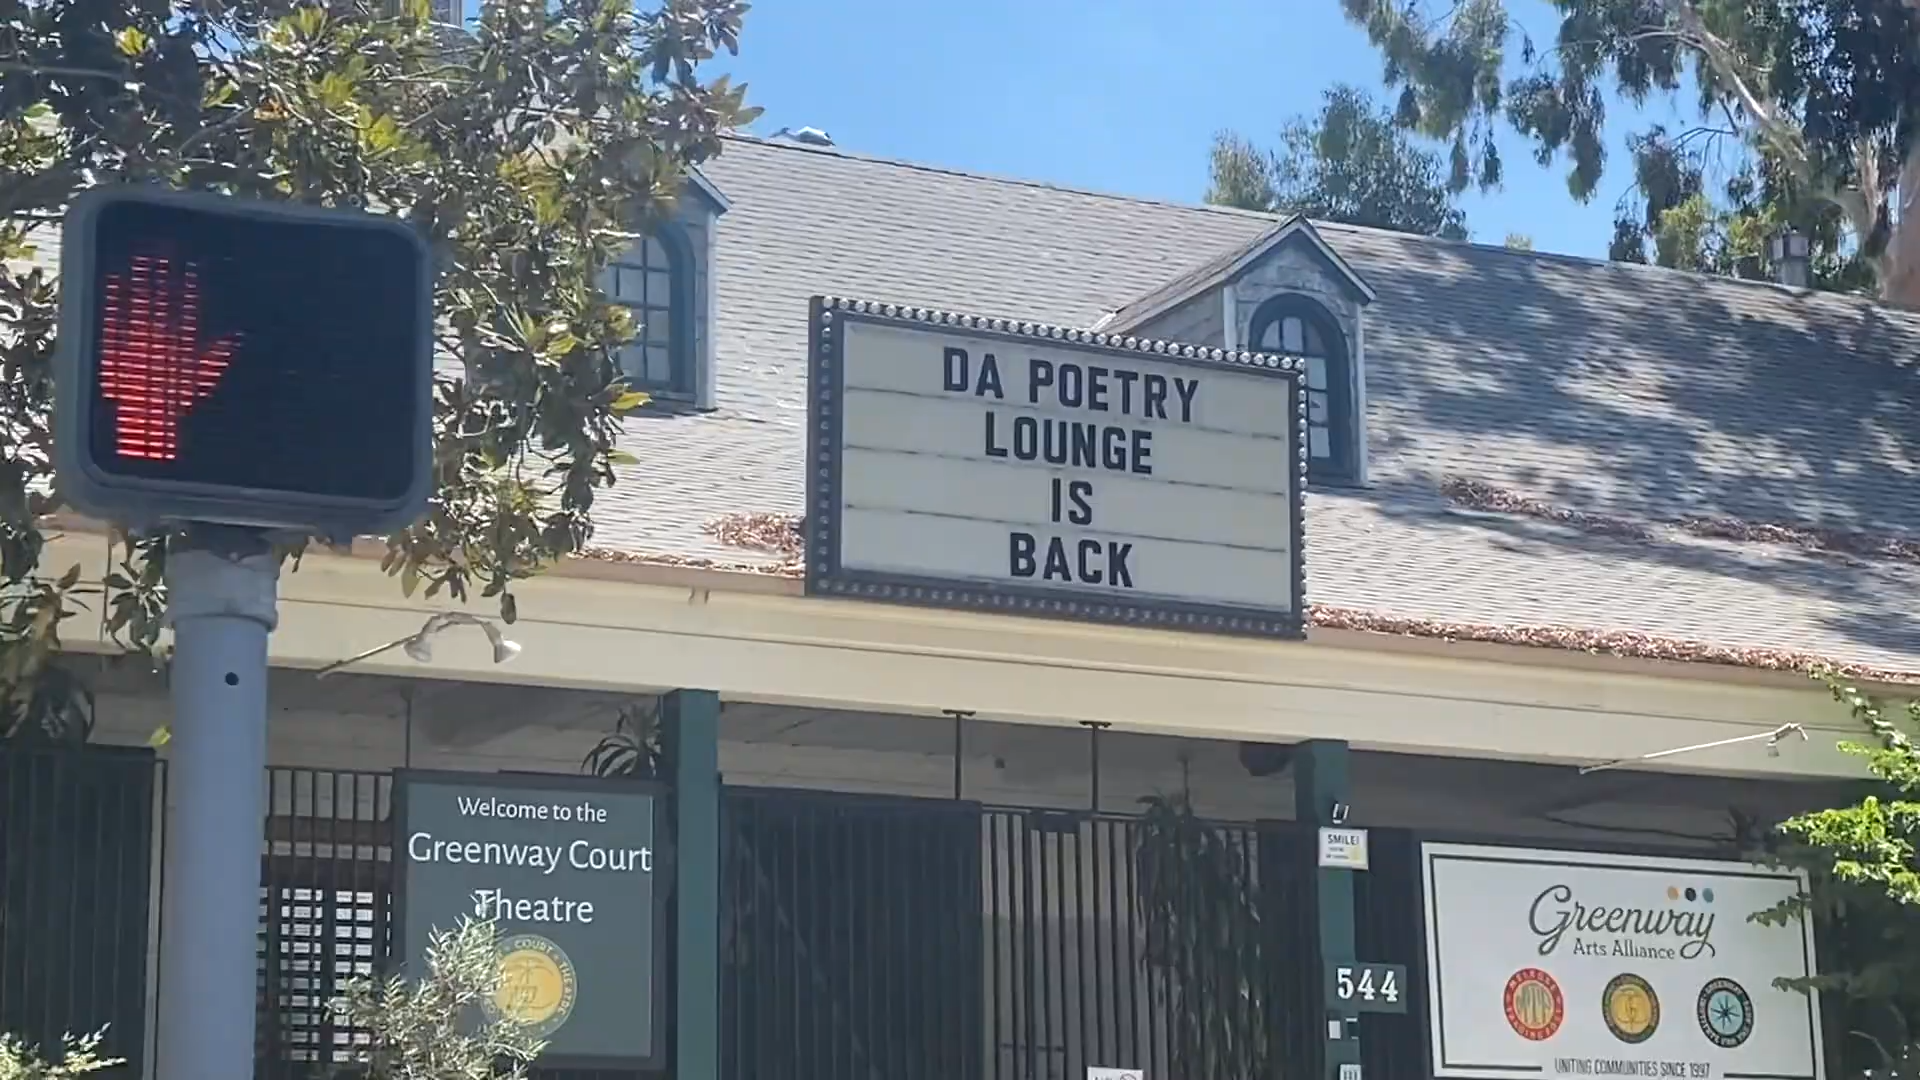 DA POETRY
LOUNGE
IS
BACK
Welcome to the
Greenway Court
Theatre
COURT
SMILE!
544
Greenway
Arts Alliance
UNITING COMMUNITIES SINCE 1997